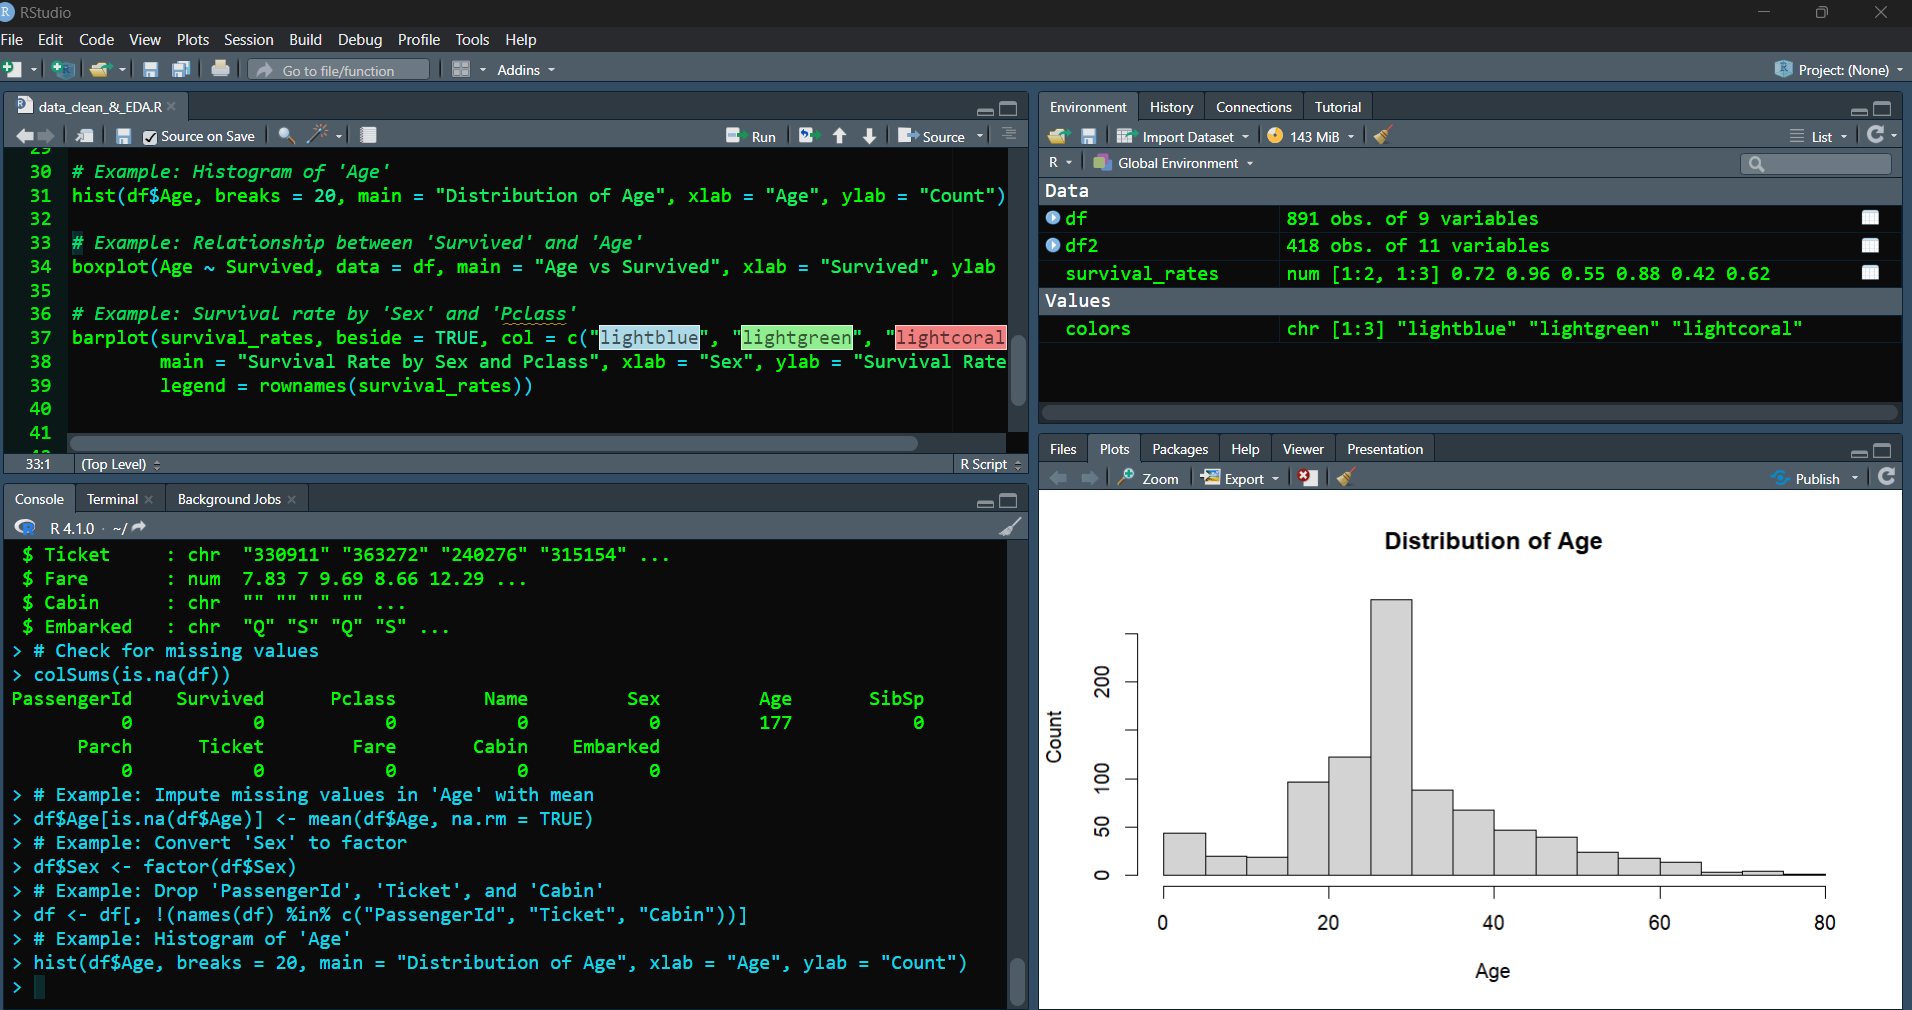 RStudio
File Edit Code View Plots Session Build Debug Profile Tools Help
Go to file/function Addins Project: (None)
data_clean_&_EDA.R
Source on Save Run Source
29
30 # Example: Histogram of 'Age'
31 hist(df$Age, breaks = 20, main = "Distribution of Age", xlab = "Age", ylab = "Count")
32
33 # Example: Relationship between 'Survived' and 'Age'
34 boxplot(Age ~ Survived, data = df, main = "Age vs Survived", xlab = "Survived", ylab
35
36 # Example: Survival rate by 'Sex' and 'Pclass'
37 barplot(survival_rates, beside = TRUE, col = c("lightblue", "lightgreen", "lightcoral
38 main = "Survival Rate by Sex and Pclass", xlab = "Sex", ylab = "Survival Rate
39 legend = rownames(survival_rates))
40
41
33:1 (Top Level) R Script
Console Terminal Background Jobs
R 4.1.0 · ~/
$ Ticket : chr "330911" "363272" "240276" "315154" ...
$ Fare : num 7.83 7 9.69 8.66 12.29 ...
$ Cabin : chr "" "" "" "" ...
$ Embarked : chr "Q" "S" "Q" "S" ...
> # Check for missing values
> colSums(is.na(df))
PassengerId Survived Pclass Name Sex Age SibSp
0 0 0 0 0 177 0
Parch Ticket Fare Cabin Embarked
0 0 0 0 0
> # Example: Impute missing values in 'Age' with mean
> df$Age[is.na(df$Age)] <- mean(df$Age, na.rm = TRUE)
> # Example: Convert 'Sex' to factor
> df$Sex <- factor(df$Sex)
> # Example: Drop 'PassengerId', 'Ticket', and 'Cabin'
> df <- df[, !(names(df) %in% c("PassengerId", "Ticket", "Cabin"))]
> # Example: Histogram of 'Age'
> hist(df$Age, breaks = 20, main = "Distribution of Age", xlab = "Age", ylab = "Count")
>
Environment History Connections Tutorial
Import Dataset 143 MiB List
R Global Environment
Data
df 891 obs. of 9 variables
df2 418 obs. of 11 variables
survival_rates num [1:2, 1:3] 0.72 0.96 0.55 0.88 0.42 0.62
Values
colors chr [1:3] "lightblue" "lightgreen" "lightcoral"
Files Plots Packages Help Viewer Presentation
Zoom Export Publish
Distribution of Age
Count
200
100
50
0
0 20 40 60 80
Age